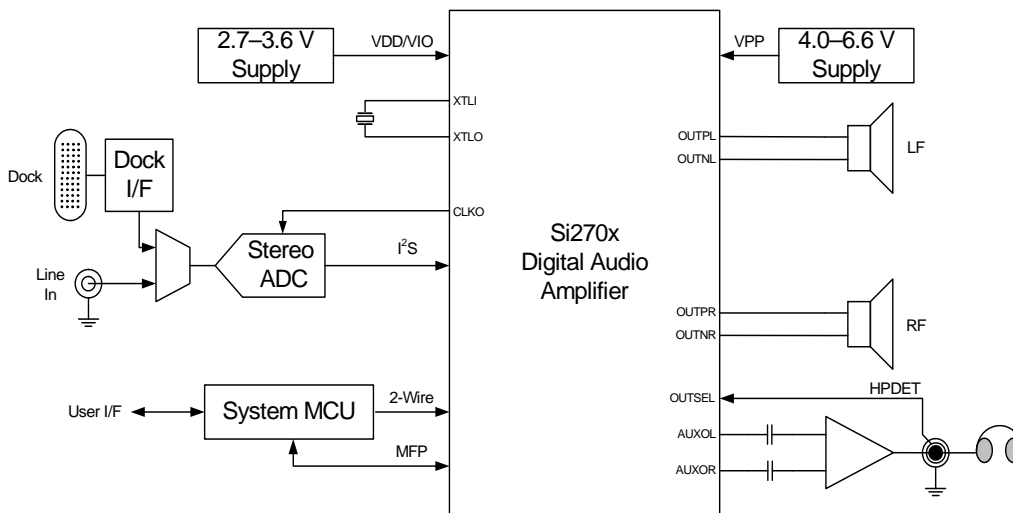 2.7–3.6 V
Supply
VDD/VIO
VPP
4.0–6.6 V
Supply
XTLI
XTLO
Dock
Dock
I/F
CLKO
Stereo
ADC
I²S
Line
In
Si270x
Digital Audio
Amplifier
OUTPL
OUTNL
LF
OUTPR
OUTNR
RF
User I/F
System MCU
2-Wire
MFP
OUTSEL
HPDET
AUXOL
AUXOR